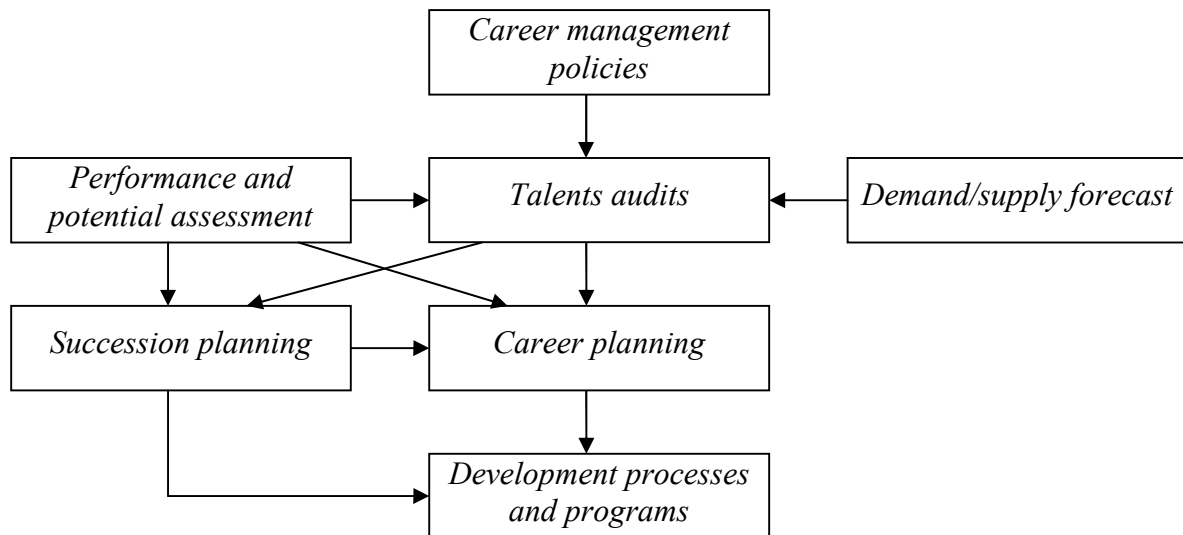 Career management
policies
Performance and
potential assessment
Talents audits
Demand/supply forecast
Succession planning
Career planning
Development processes
and programs